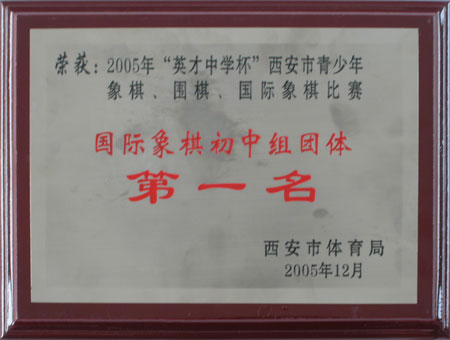 荣获：2005年“英才中学杯”西安市青少年
象棋、围棋、国际象棋比赛
国际象棋初中组团体
第一名
西安市体育局
2005年12月